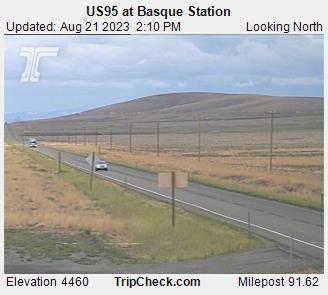 US95 at Basque Station
Updated: Aug 21 2023 2:10 PM Looking North
Elevation 4460 TripCheck.com Milepost 91.62